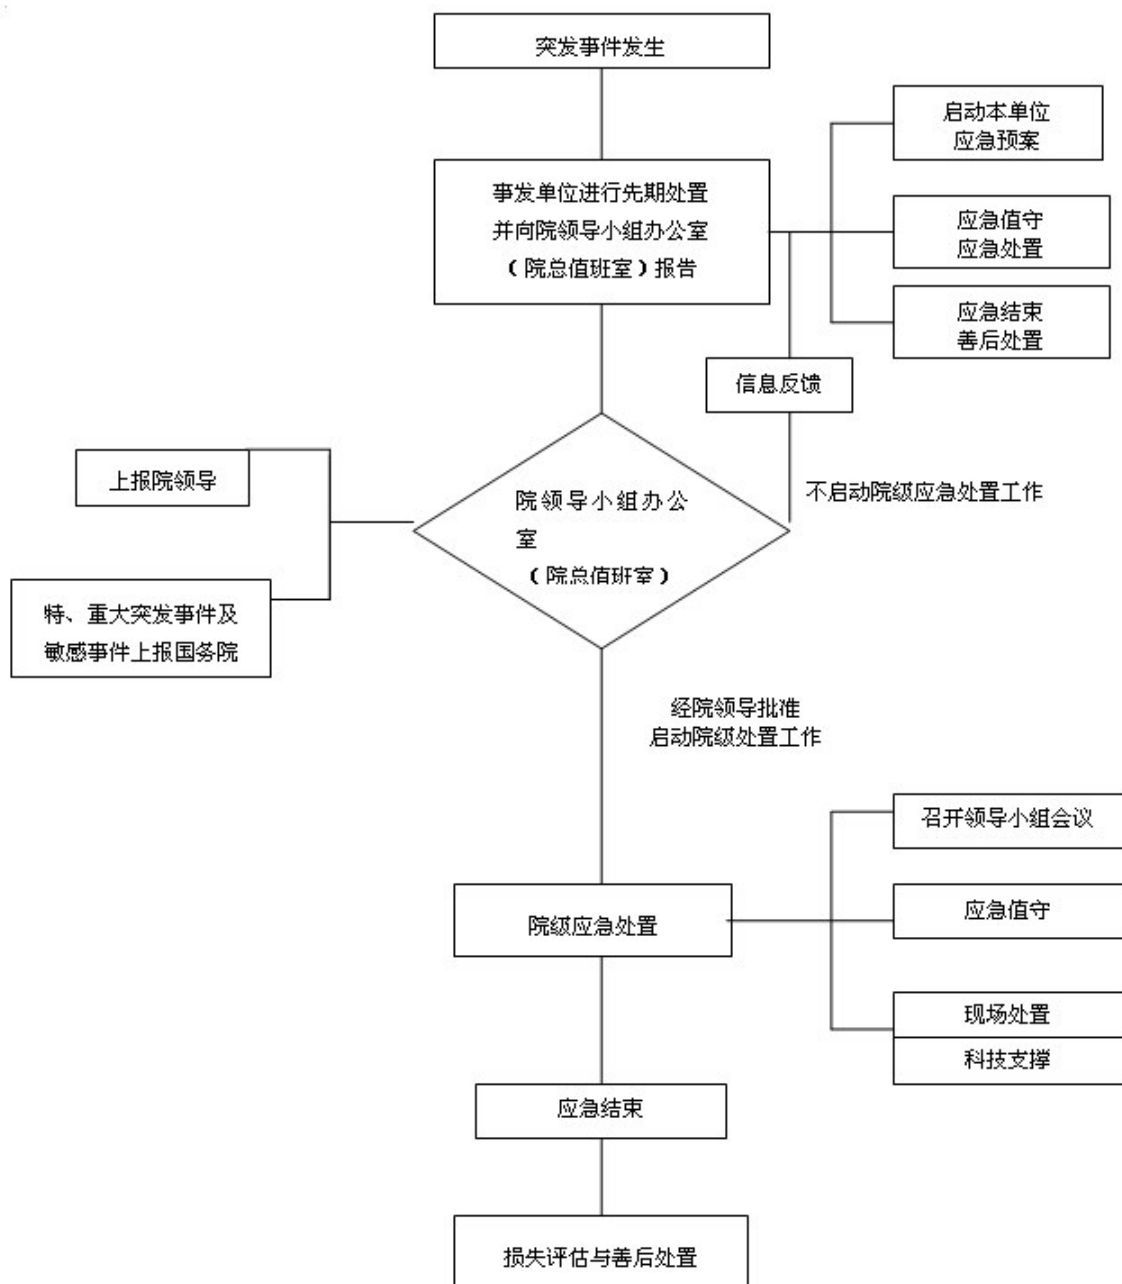 突发事件发生
启动本单位
应急预案
事发单位进行先期处置
并向院领导小组办公室
（院总值班室）报告
应急值守
应急处置
应急结束
善后处置
信息反馈
上报院领导
不启动院级应急处置工作
院领导小组办公
室
（院总值班室）
特、重大突发事件及
敏感事件上报国务院
经院领导批准
启动院级处置工作
召开领导小组会议
院级应急处置
应急值守
现场处置
科技支撑
应急结束
损失评估与善后处置